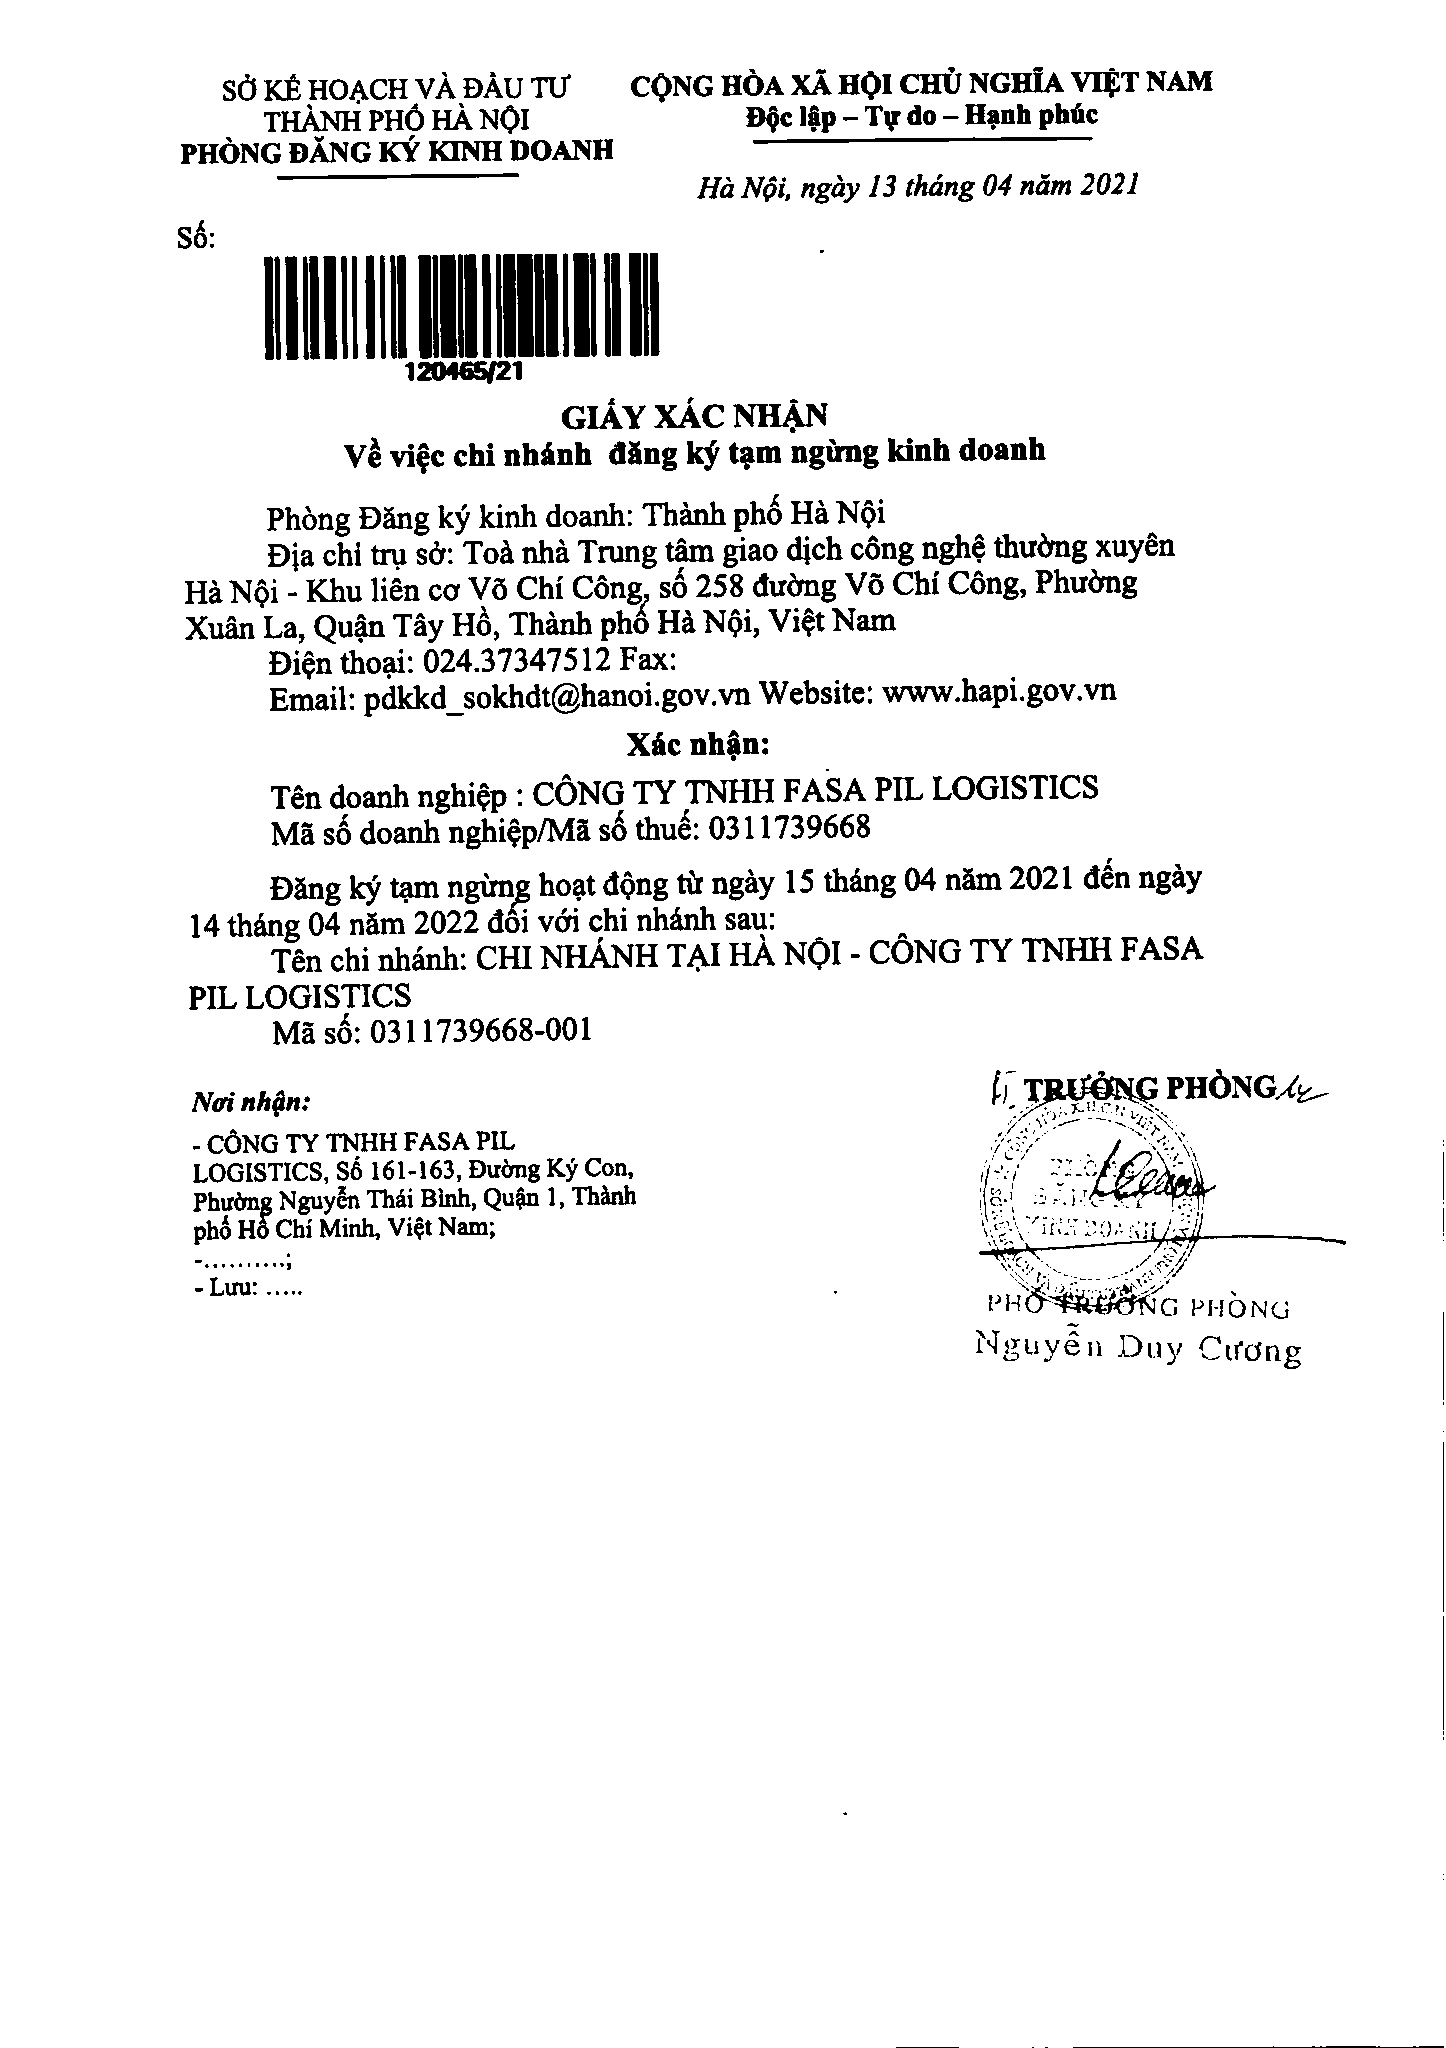 SỞ KẾ HOẠCH VÀ ĐẦU TƯ
THÀNH PHỐ HÀ NỘI
PHÒNG ĐĂNG KÝ KINH DOANH
CỘNG HÒA XÃ HỘI CHỦ NGHĨA VIỆT NAM
Độc lập – Tự do – Hạnh phúc
Hà Nội, ngày 13 tháng 04 năm 2021
Số:
120465/21
GIẤY XÁC NHẬN
Về việc chi nhánh đăng ký tạm ngừng kinh doanh
Phòng Đăng ký kinh doanh: Thành phố Hà Nội
Địa chỉ trụ sở: Toà nhà Trung tâm giao dịch công nghệ thường xuyên
Hà Nội - Khu liên cơ Võ Chí Công, số 258 đường Võ Chí Công, Phường
Xuân La, Quận Tây Hồ, Thành phố Hà Nội, Việt Nam
Điện thoại: 024.37347512 Fax:
Email: pdkkd_sokhdt@hanoi.gov.vn Website: www.hapi.gov.vn
Xác nhận:
Tên doanh nghiệp : CÔNG TY TNHH FASA PIL LOGISTICS
Mã số doanh nghiệp/Mã số thuế: 0311739668
Đăng ký tạm ngừng hoạt động từ ngày 15 tháng 04 năm 2021 đến ngày
14 tháng 04 năm 2022 đối với chi nhánh sau:
Tên chi nhánh: CHI NHÁNH TẠI HÀ NỘI - CÔNG TY TNHH FASA
PIL LOGISTICS
Mã số: 0311739668-001
Nơi nhận:
- CÔNG TY TNHH FASA PIL
LOGISTICS, Số 161-163, Đường Ký Con,
Phường Nguyễn Thái Bình, Quận 1, Thành
phố Hồ Chí Minh, Việt Nam;
-..........;
- Lưu: .....
TRƯỞNG PHÒNG
PHÒNG
ĐĂNG KÝ
KINH DOANH
PHÓ TRƯỞNG PHÒNG
Nguyễn Duy Cương